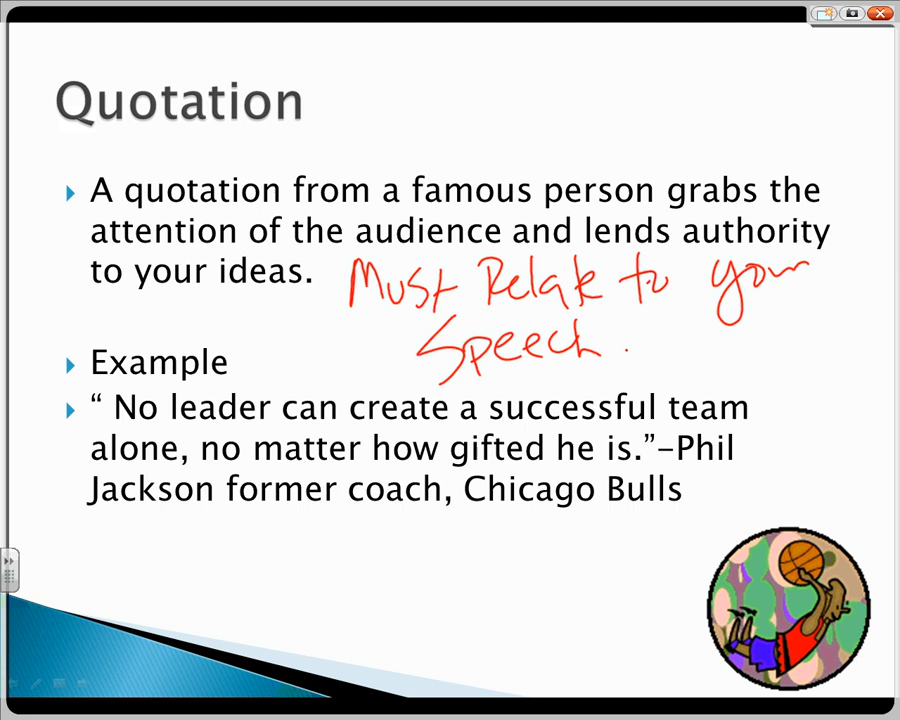 Quotation
A quotation from a famous person grabs the
attention of the audience and lends authority
to your ideas.
Must Relate to your
Speech.
Example
“ No leader can create a successful team
alone, no matter how gifted he is.”–Phil
Jackson former coach, Chicago Bulls